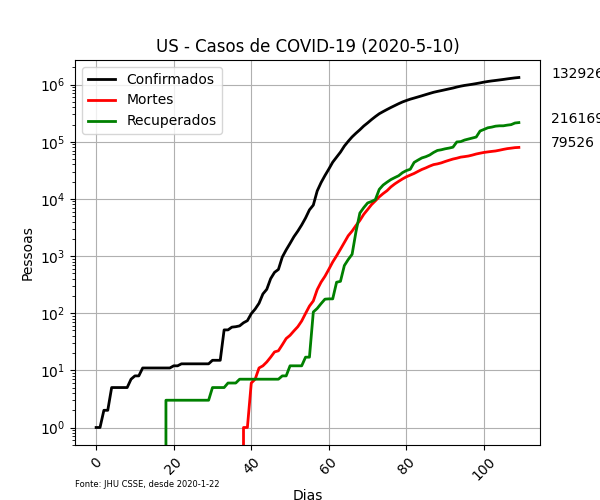 US - Casos de COVID-19 (2020-5-10)
Confirmados
Mortes
Recuperados
132926
216169
79526
Pessoas
10⁶
10⁵
10⁴
10³
10²
10¹
10⁰
0
20
40
60
80
100
Dias
Fonte: JHU CSSE, desde 2020-1-22